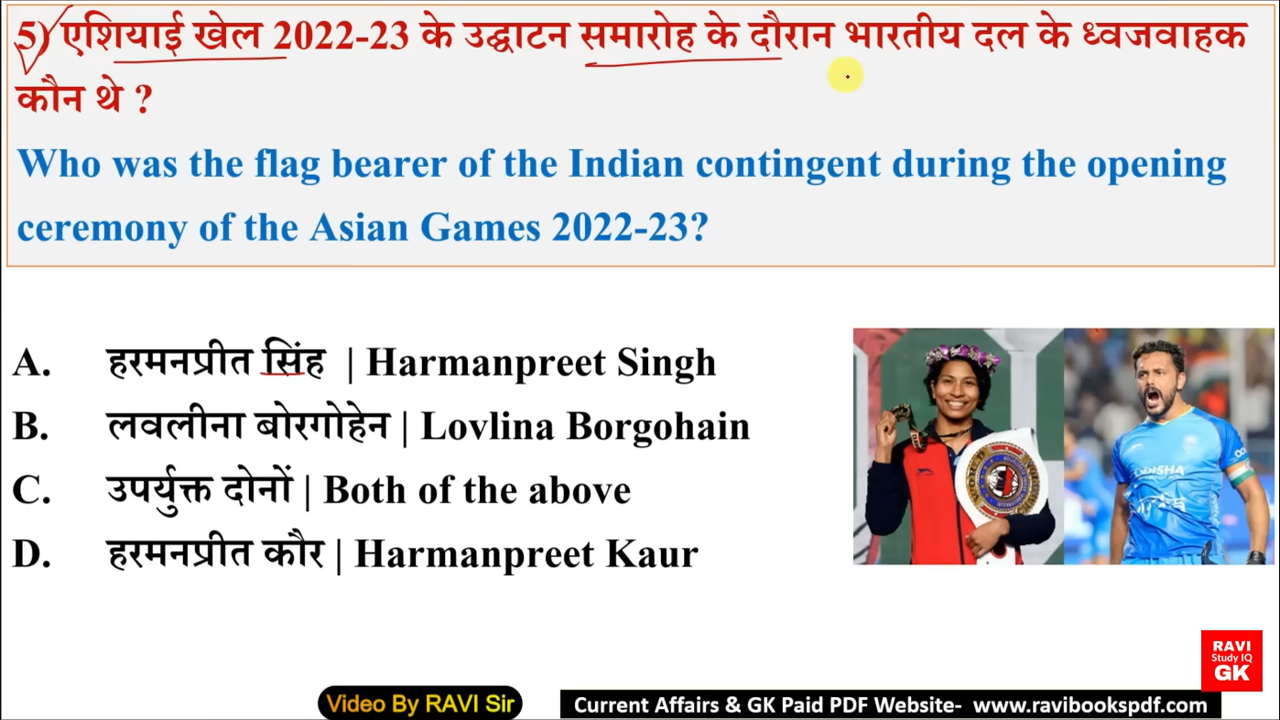 5) एशियाई खेल 2022-23 के उद्घाटन समारोह के दौरान भारतीय दल के ध्वजवाहक
कौन थे ?
Who was the flag bearer of the Indian contingent during the opening
ceremony of the Asian Games 2022-23?
A. हरमनप्रीत सिंह | Harmanpreet Singh
B. लवलीना बोरगोहेन | Lovlina Borgohain
C. उपर्युक्त दोनों | Both of the above
D. हरमनप्रीत कौर | Harmanpreet Kaur
ODISHA
RAVI
Study IQ
GK
Video By RAVI Sir
Current Affairs & GK Paid PDF Website- www.ravibookspdf.com